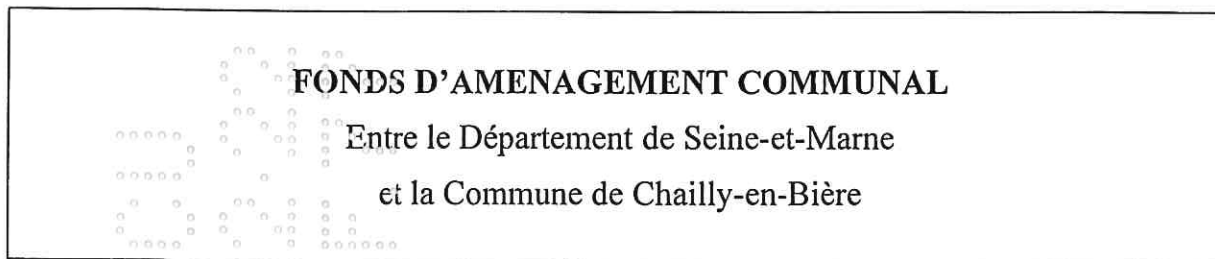 FONDS D'AMENAGEMENT COMMUNAL
Entre le Département de Seine-et-Marne
et la Commune de Chailly-en-Bière